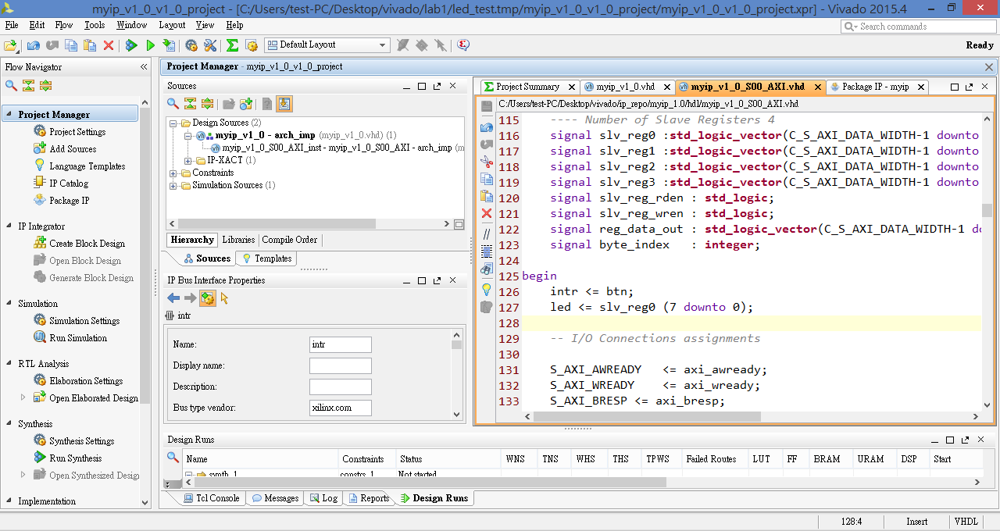 myip_v1_0_v1_0_project - [C:/Users/test-PC/Desktop/vivado/lab1/led_test.tmp/myip_v1_0_v1_0_project/myip_v1_0_v1_0_project.xpr] - Vivado 2015.4
File Edit Flow Tools Window Layout View Help
Search commands
Default Layout
Ready
Flow Navigator
Project Manager
Project Settings
Add Sources
Language Templates
IP Catalog
Package IP
IP Integrator
Create Block Design
Open Block Design
Generate Block Design
Simulation
Simulation Settings
Run Simulation
RTL Analysis
Elaboration Settings
Open Elaborated Design
Synthesis
Synthesis Settings
Run Synthesis
Open Synthesized Design
Implementation
Project Manager - myip_v1_0_v1_0_project
Sources
Design Sources (2)
myip_v1_0 - arch_imp (myip_v1_0.vhd) (1)
myip_v1_0_S00_AXI_inst - myip_v1_0_S00_AXI - arch_imp (m
IP-XACT (1)
Constraints
Simulation Sources (1)
Hierarchy Libraries Compile Order
Sources Templates
IP Bus Interface Properties
intr
Name: intr
Display name:
Description:
Bus type vendor: xilinx.com
Project Summary myip_v1_0.vhd myip_v1_0_S00_AXI.vhd Package IP - myip
C:/Users/test-PC/Desktop/vivado/ip_repo/myip_1.0/hdl/myip_v1_0_S00_AXI.vhd
115 ---- Number of Slave Registers 4
116 signal slv_reg0 :std_logic_vector(C_S_AXI_DATA_WIDTH-1 downto
117 signal slv_reg1 :std_logic_vector(C_S_AXI_DATA_WIDTH-1 downto
118 signal slv_reg2 :std_logic_vector(C_S_AXI_DATA_WIDTH-1 downto
119 signal slv_reg3 :std_logic_vector(C_S_AXI_DATA_WIDTH-1 downto
120 signal slv_reg_rden : std_logic;
121 signal slv_reg_wren : std_logic;
122 signal reg_data_out : std_logic_vector(C_S_AXI_DATA_WIDTH-1 do
123 signal byte_index : integer;
124
125 begin
126 intr <= btn;
127 led <= slv_reg0 (7 downto 0);
128
129 -- I/O Connections assignments
130
131 S_AXI_AWREADY <= axi_awready;
132 S_AXI_WREADY <= axi_wready;
133 S_AXI_BRESP <= axi_bresp;
Design Runs
Name Constraints Status WNS TNS WHS THS TPWS Failed Routes LUT FF BRAM URAM DSP Start
synth_1 constrs_1 Not started
Tcl Console Messages Log Reports Design Runs
128:4 Insert VHDL